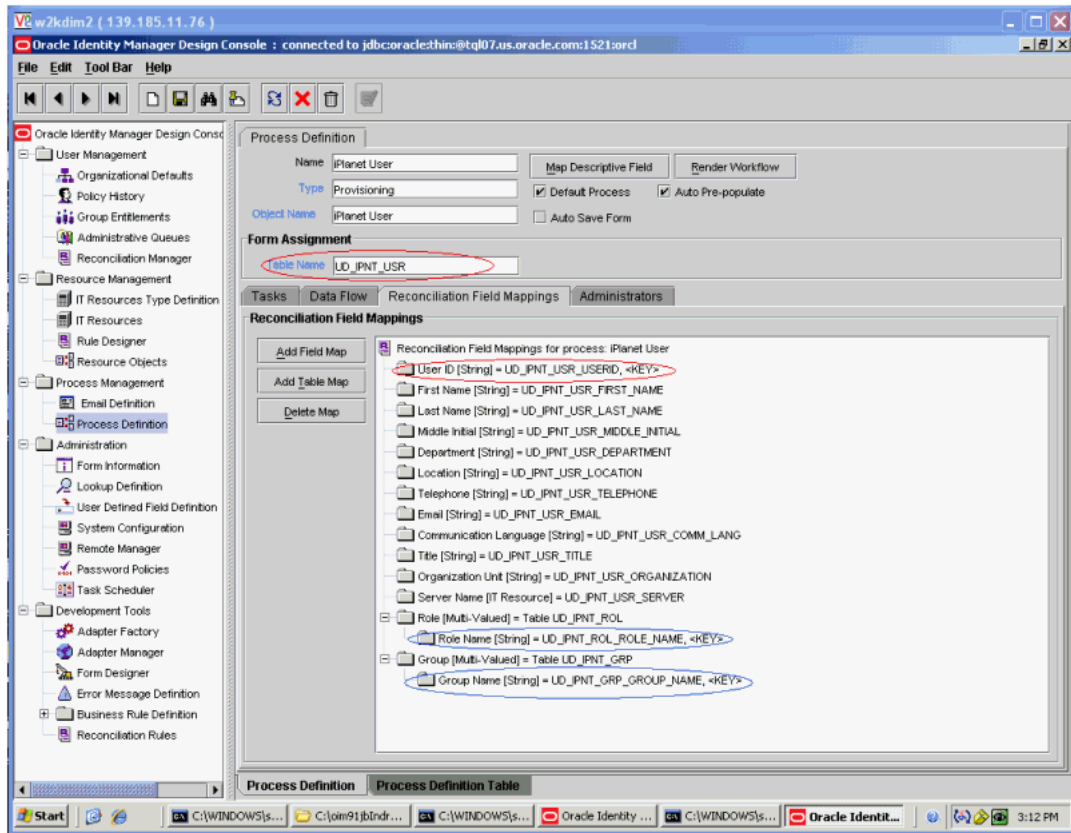 w2kdim2 ( 139.185.11.76 )
Oracle Identity Manager Design Console : connected to jdbc:oracle:thin:@tql07.us.oracle.com:1521:orcl
File Edit Tool Bar Help
Oracle Identity Manager Design Conso
User Management
Organizational Defaults
Policy History
Group Entitlements
Administrative Queues
Reconciliation Manager
Resource Management
IT Resources Type Definition
IT Resources
Rule Designer
Resource Objects
Process Management
Email Definition
Process Definition
Administration
Form Information
Lookup Definition
User Defined Field Definition
System Configuration
Remote Manager
Password Policies
Task Scheduler
Development Tools
Adapter Factory
Adapter Manager
Form Designer
Error Message Definition
Business Rule Definition
Reconciliation Rules
Process Definition
Name iPlanet User Map Descriptive Field Render Workflow
Type Provisioning Default Process Auto Pre-populate
Object Name iPlanet User Auto Save Form
Form Assignment
Table Name UD_IPNT_USR
Tasks Data Flow Reconciliation Field Mappings Administrators
Reconciliation Field Mappings
Add Field Map
Add Table Map
Delete Map
Reconciliation Field Mappings for process: iPlanet User
User ID [String] = UD_IPNT_USR_USERID, <KEY>
First Name [String] = UD_IPNT_USR_FIRST_NAME
Last Name [String] = UD_IPNT_USR_LAST_NAME
Middle Initial [String] = UD_IPNT_USR_MIDDLE_INITIAL
Department [String] = UD_IPNT_USR_DEPARTMENT
Location [String] = UD_IPNT_USR_LOCATION
Telephone [String] = UD_IPNT_USR_TELEPHONE
Email [String] = UD_IPNT_USR_EMAIL
Communication Language [String] = UD_IPNT_USR_COMM_LANG
Title [String] = UD_IPNT_USR_TITLE
Organization Unit [String] = UD_IPNT_USR_ORGANIZATION
Server Name [IT Resource] = UD_IPNT_USR_SERVER
Role [Multi-Valued] = Table UD_IPNT_ROL
Role Name [String] = UD_IPNT_ROL_ROLE_NAME, <KEY>
Group [Multi-Valued] = Table UD_IPNT_GRP
Group Name [String] = UD_IPNT_GRP_GROUP_NAME, <KEY>
Process Definition Process Definition Table
Start C:\WINDOWS\s... C:\oim91jbIndr... C:\WINDOWS\s... Oracle Identity ... C:\WINDOWS\s... Oracle Identit... 3:12 PM